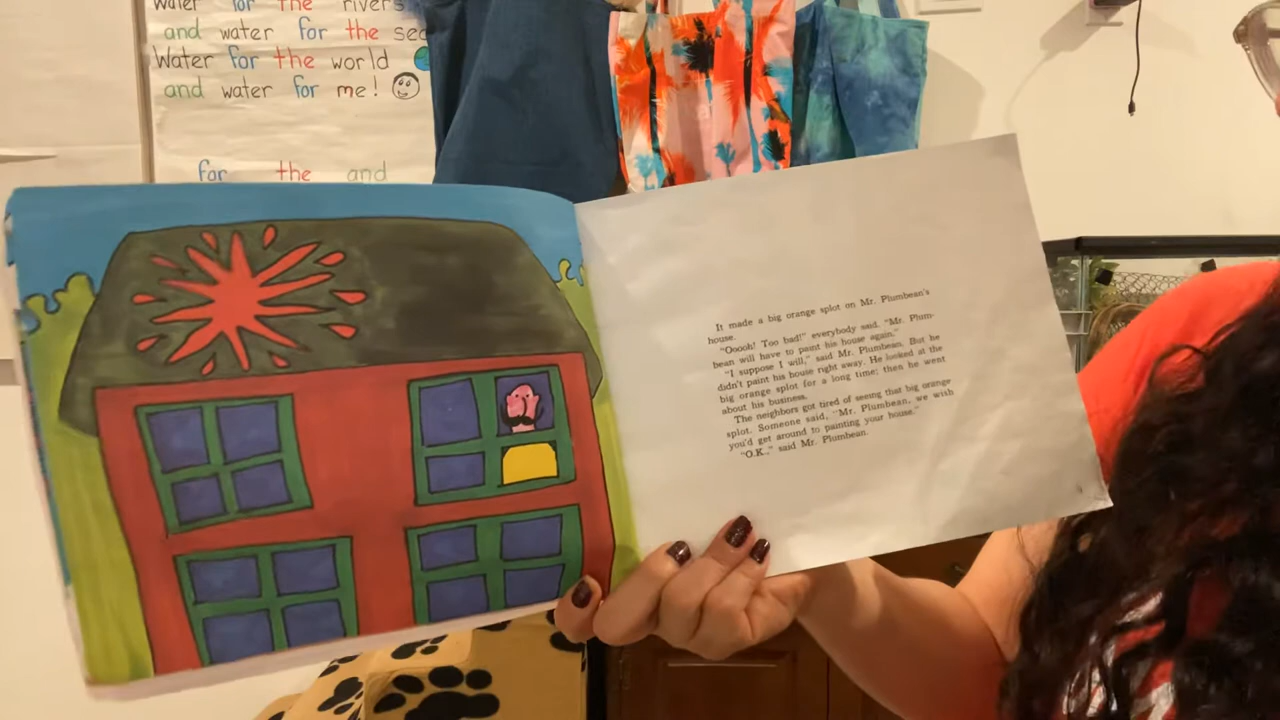 Water for the rivers
and water for the sea
Water for the world
and water for me!
for the and
It made a big orange splot on Mr. Plumbean's
house.
"Ooooh! Too bad!" everybody said. "Mr. Plum-
bean will have to paint his house again."
"I suppose I will," said Mr. Plumbean. But he
didn't paint his house right away. He looked at the
big orange splot for a long time; then he went
about his business.
The neighbors got tired of seeing that big orange
splot. Someone said, "Mr. Plumbean, we wish
you'd get around to painting your house."
"O.K.," said Mr. Plumbean.